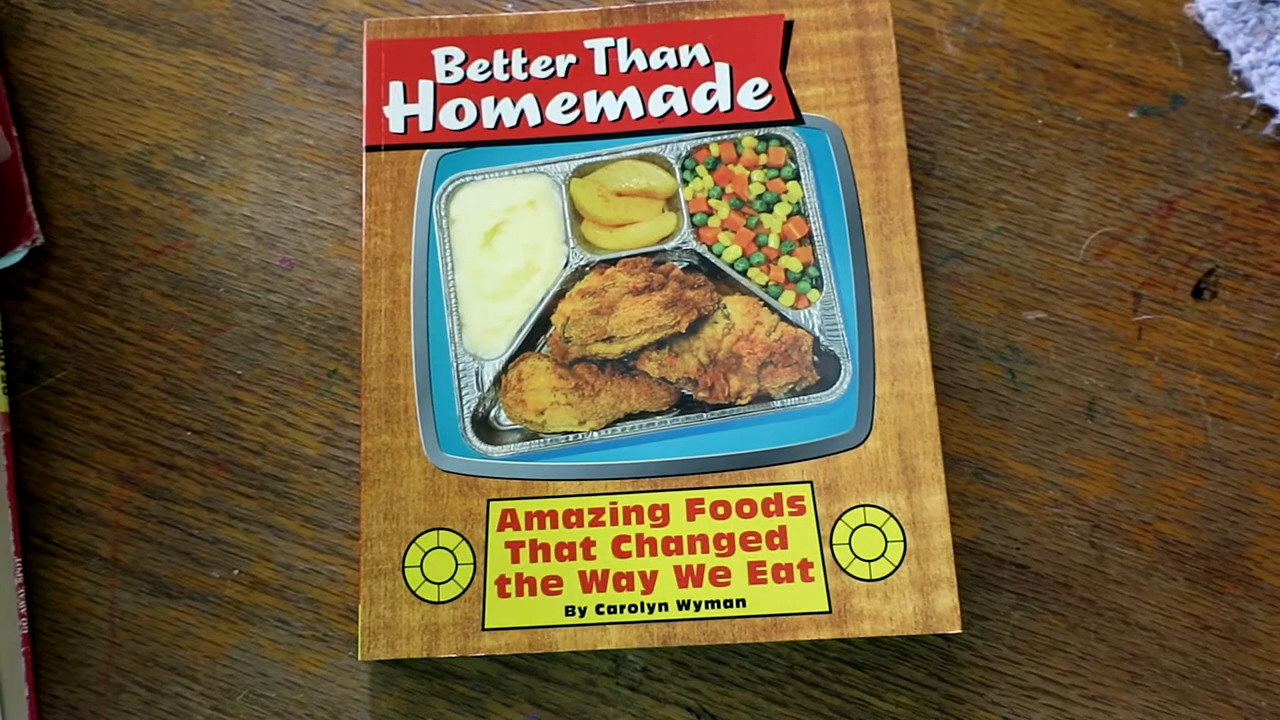 Better Than
Homemade
Amazing Foods
That Changed
the Way We Eat
By Carolyn Wyman